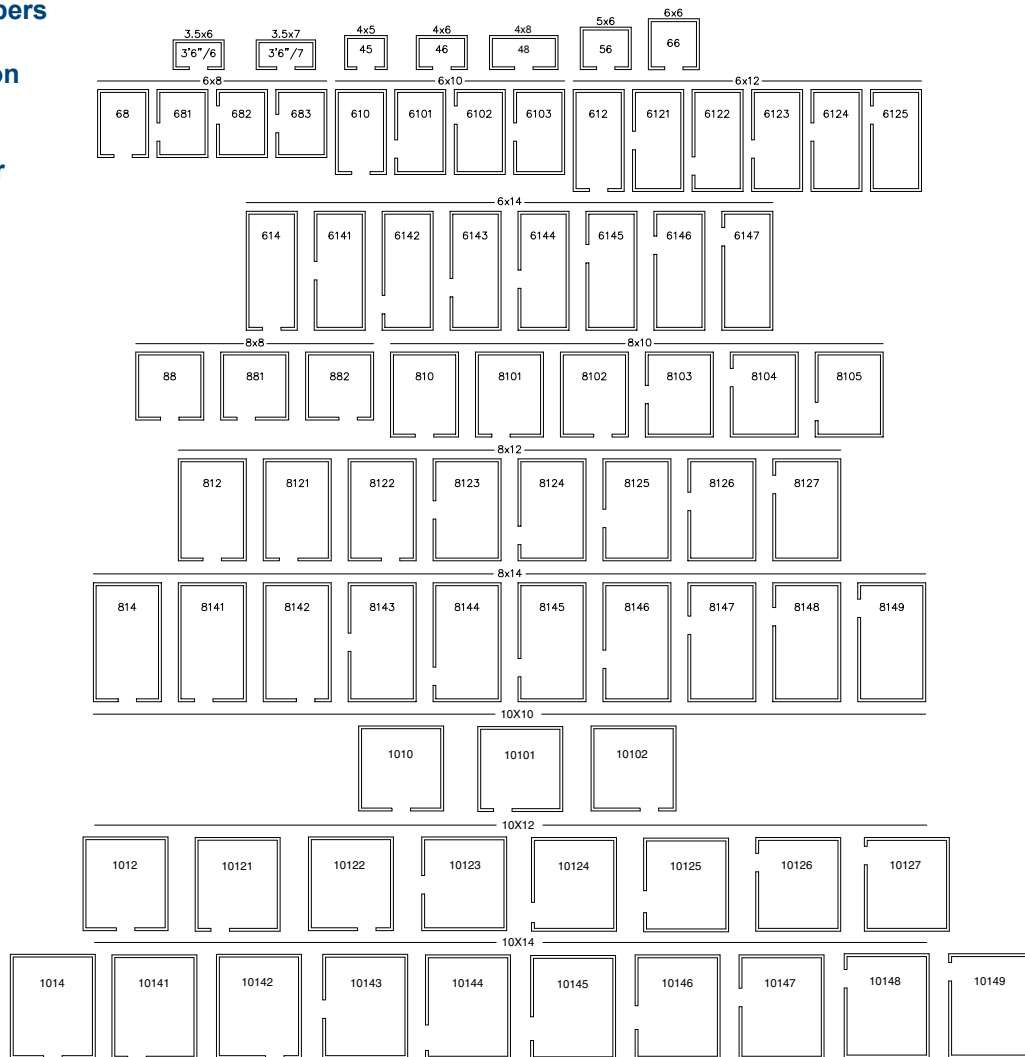 pers
on
r
3.5x6 3.5x7 4x5 4x6 4x8 5x6 6x6
3'6"/6 3'6"/7 45 46 48 56 66
6x8 6x10 6x12
68 681 682 683 610 6101 6102 6103 612 6121 6122 6123 6124 6125
6x14
614 6141 6142 6143 6144 6145 6146 6147
8x8 8x10
88 881 882 810 8101 8102 8103 8104 8105
8x12
812 8121 8122 8123 8124 8125 8126 8127
8x14
814 8141 8142 8143 8144 8145 8146 8147 8148 8149
10X10
1010 10101 10102
10X12
1012 10121 10122 10123 10124 10125 10126 10127
10X14
1014 10141 10142 10143 10144 10145 10146 10147 10148 10149